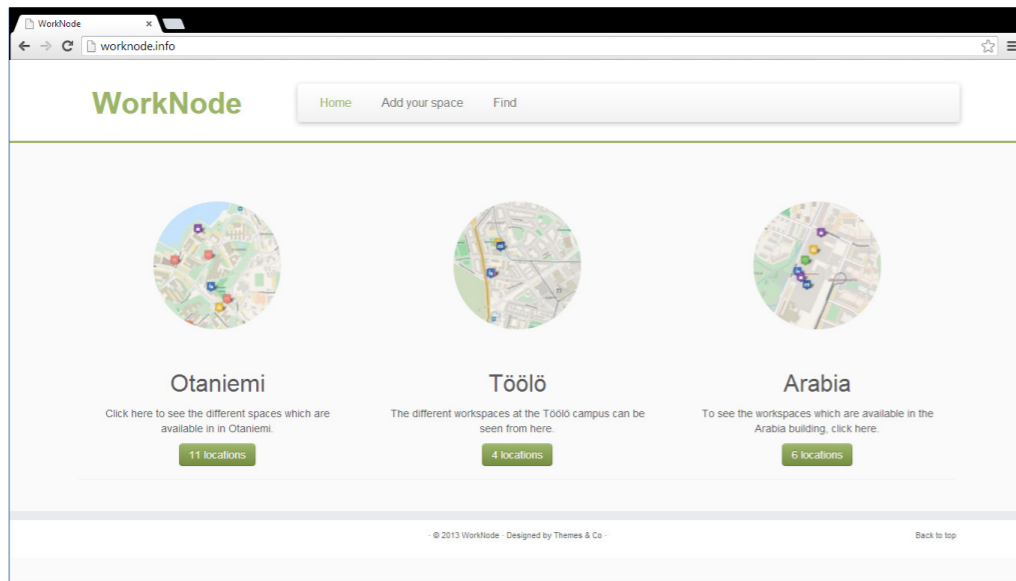 WorkNode
worknode.info
WorkNode
Home Add your space Find
Otaniemi
Click here to see the different spaces which are
available in in Otaniemi.
11 locations
Töölö
The different workspaces at the Töölö campus can be
seen from here.
4 locations
Arabia
To see the workspaces which are available in the
Arabia building, click here.
6 locations
· © 2013 WorkNode · Designed by Themes & Co ·
Back to top